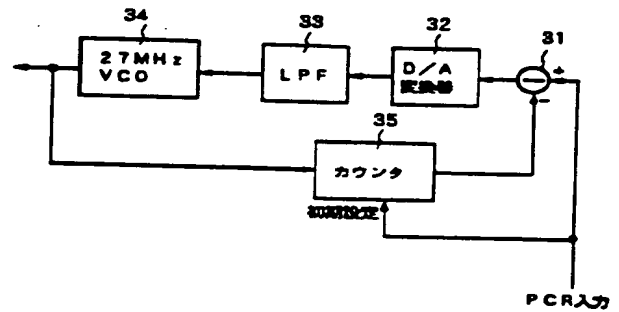 34
33
32
31
27MHz
VCO
LPF
D/A
変換器
+
-
35
カウンタ
初期設定
PCR入力